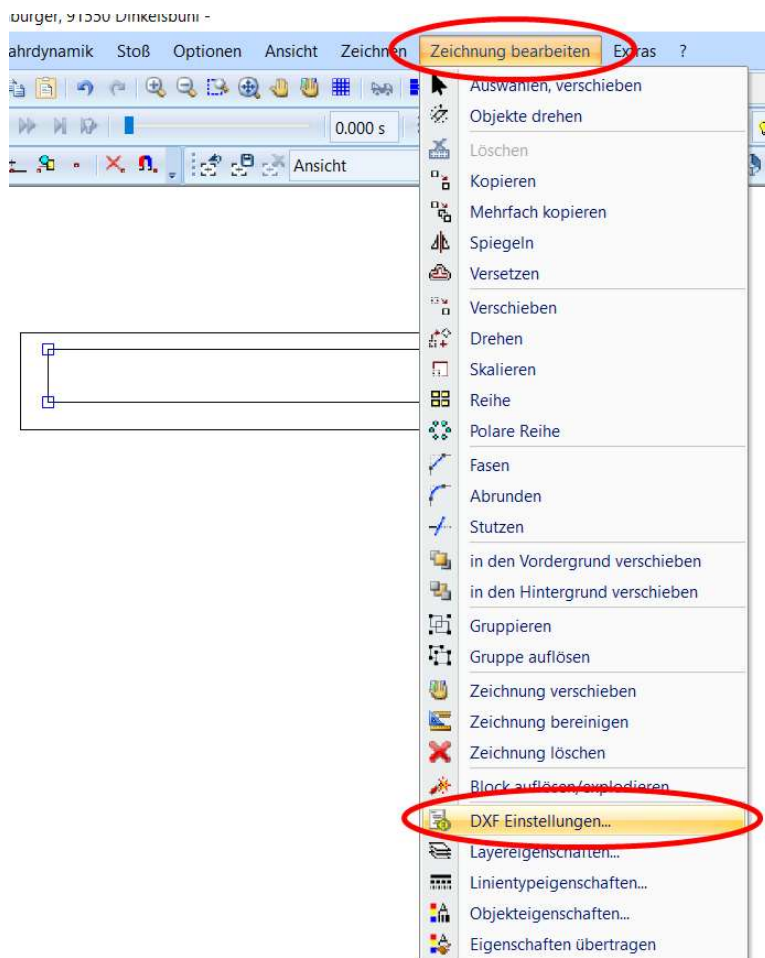 burger, 91550 Dinkelsbühl -
ahrdynamik Stoß Optionen Ansicht Zeichnen Zeichnung bearbeiten Extras ?
0.000 s
Ansicht
Auswählen, verschieben
Objekte drehen
Löschen
Kopieren
Mehrfach kopieren
Spiegeln
Versetzen
Verschieben
Drehen
Skalieren
Reihe
Polare Reihe
Fasen
Abrunden
Stutzen
in den Vordergrund verschieben
in den Hintergrund verschieben
Gruppieren
Gruppe auflösen
Zeichnung verschieben
Zeichnung bereinigen
Zeichnung löschen
Block auflösen/explodieren
DXF Einstellungen...
Layereigenschaften...
Linientypeigenschaften...
Objekteigenschaften...
Eigenschaften übertragen